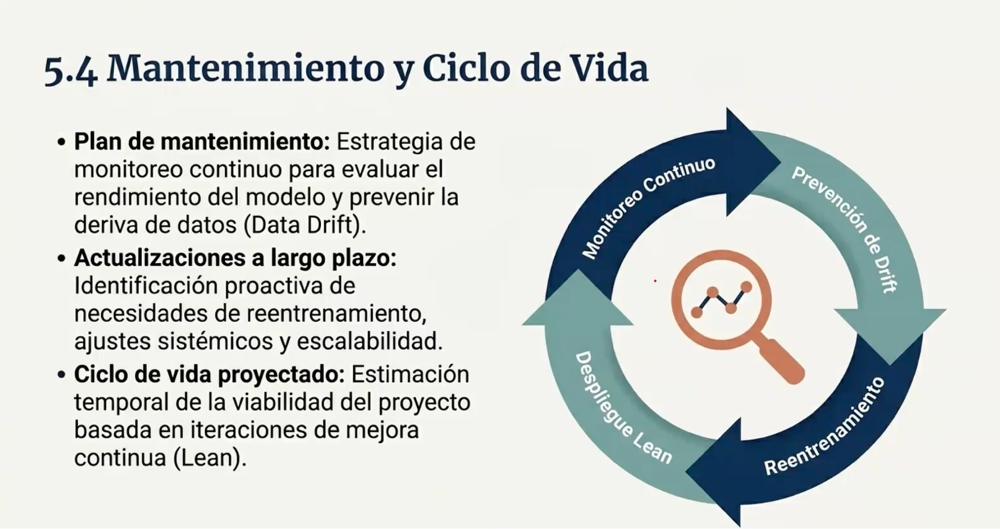 5.4 Mantenimiento y Ciclo de Vida
• Plan de mantenimiento: Estrategia de
monitoreo continuo para evaluar el
rendimiento del modelo y prevenir la
deriva de datos (Data Drift).
• Actualizaciones a largo plazo:
Identificación proactiva de
necesidades de reentrenamiento,
ajustes sistémicos y escalabilidad.
• Ciclo de vida proyectado: Estimación
temporal de la viabilidad del proyecto
basada en iteraciones de mejora
continua (Lean).
Monitoreo Continuo
Prevención de Drift
Reentrenamiento
Despliegue Lean